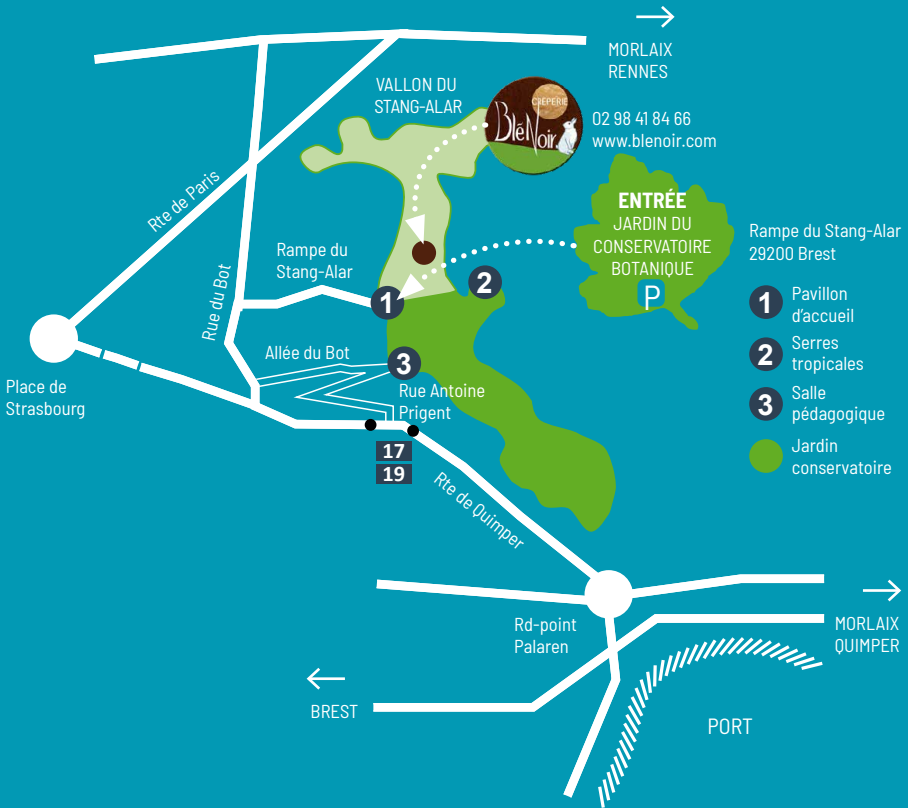 MORLAIX
RENNES
VALLON DU
STANG-ALAR
CRÊPERIE
Blé Noir
02 98 41 84 66
www.blenoir.com
ENTRÉE
JARDIN DU
CONSERVATOIRE
BOTANIQUE
P
Rampe du Stang-Alar
29200 Brest
Rte de Paris
Rue du Bot
Rampe du
Stang-Alar
1
2
3
1 Pavillon
d'accueil
2 Serres
tropicales
3 Salle
pédagogique
Jardin
conservatoire
Place de
Strasbourg
Allée du Bot
Rue Antoine
Prigent
17
19
Rte de Quimper
Rd-point
Palaren
MORLAIX
QUIMPER
BREST
PORT